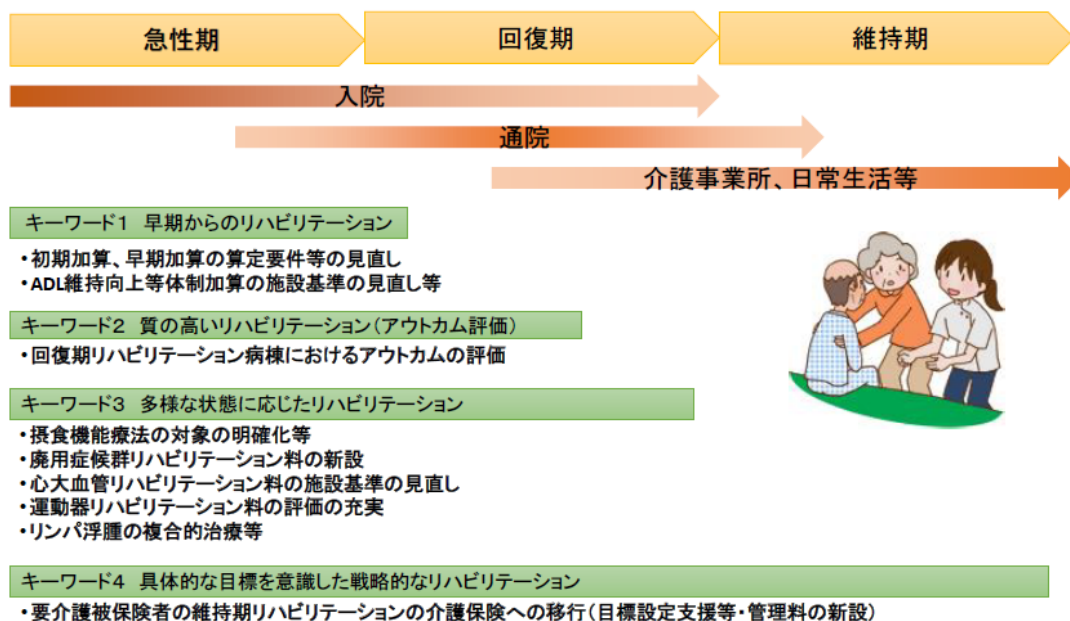 急性期
回復期
維持期
入院
通院
介護事業所、日常生活等
キーワード1 早期からのリハビリテーション
・初期加算、早期加算の算定要件等の見直し
・ADL維持向上等体制加算の施設基準の見直し等
キーワード2 質の高いリハビリテーション(アウトカム評価)
・回復期リハビリテーション病棟におけるアウトカムの評価
キーワード3 多様な状態に応じたリハビリテーション
・摂食機能療法の対象の明確化等
・廃用症候群リハビリテーション料の新設
・心大血管リハビリテーション料の施設基準の見直し
・運動器リハビリテーション料の評価の充実
・リンパ浮腫の複合的治療等
キーワード4 具体的な目標を意識した戦略的なリハビリテーション
・要介護被保険者の維持期リハビリテーションの介護保険への移行(目標設定支援等・管理料の新設)